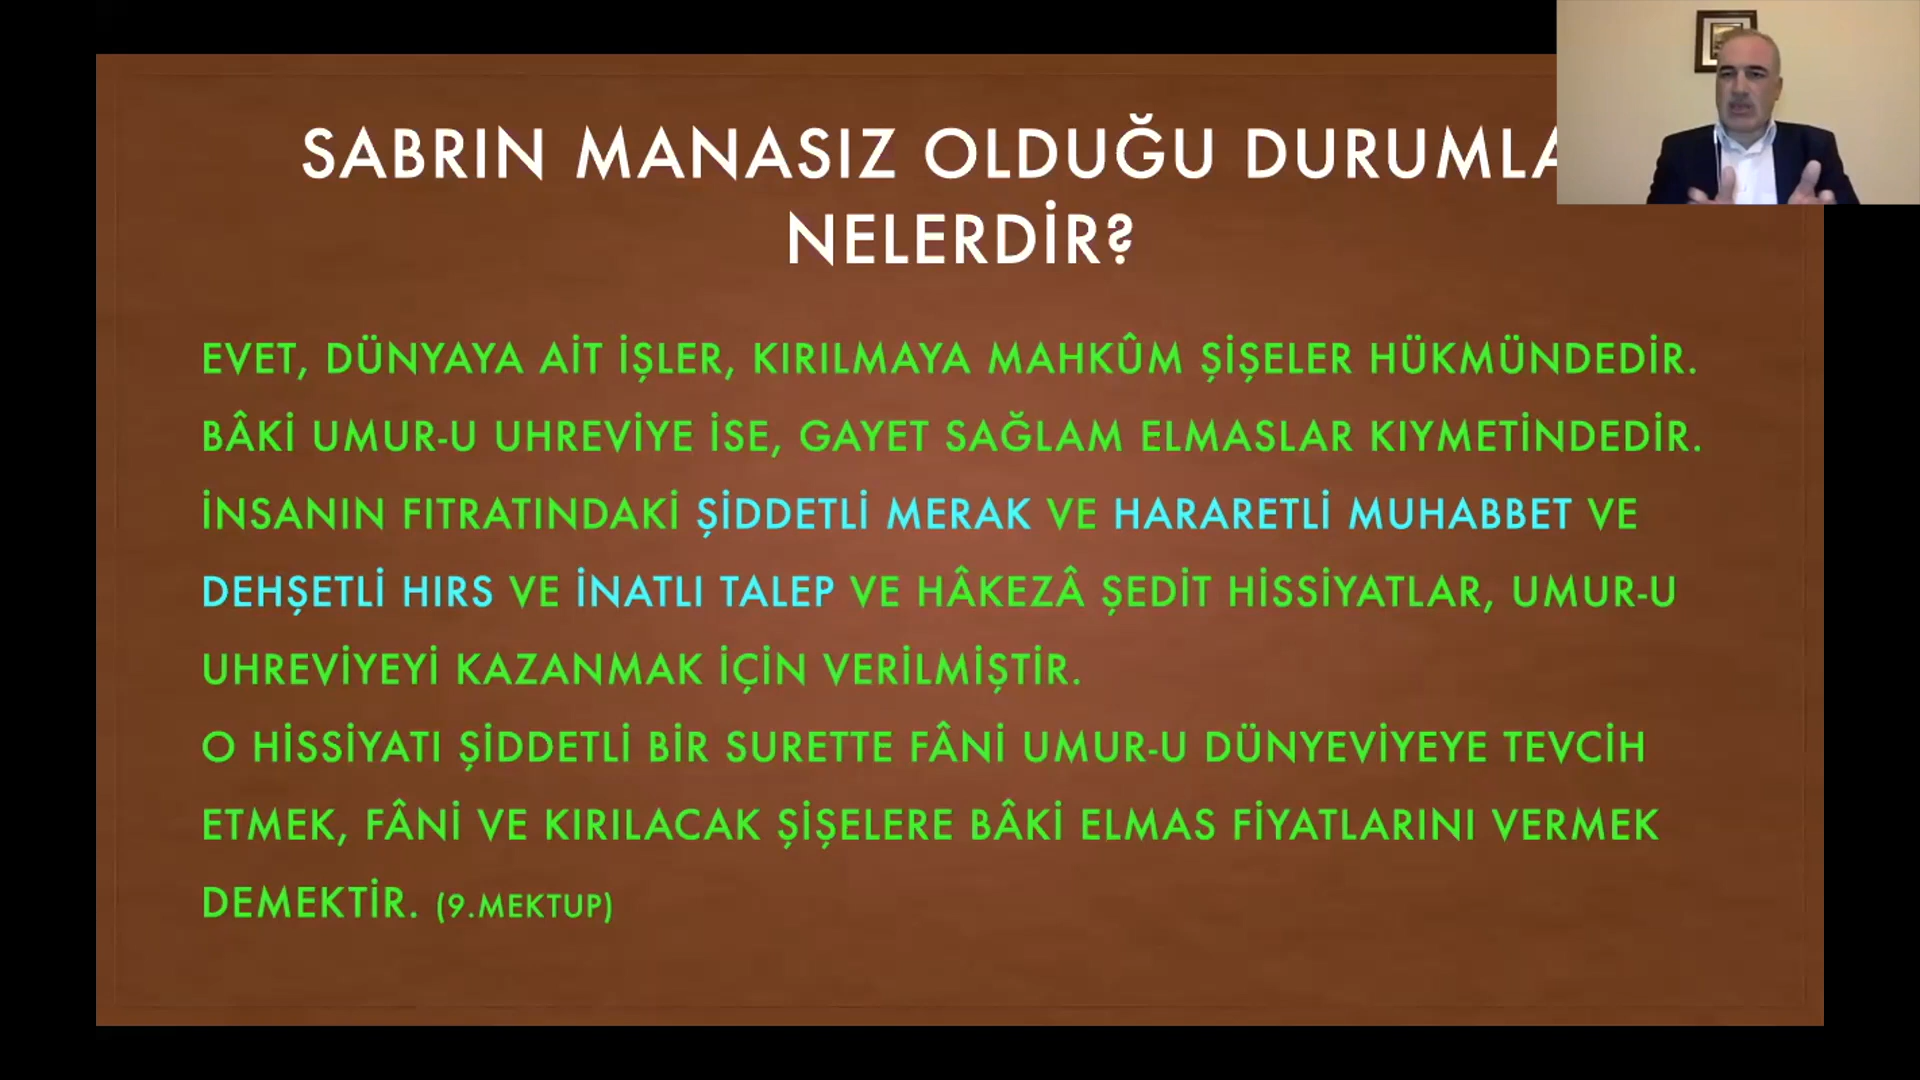 SABRIN MANASIZ OLDUĞU
NELERDİR?
EVET, DÜNYAYA AİT İŞLER, KIRILMAYA MAHKÛM ŞİŞELER HÜKMÜNDEDİR.
BÂKİ UMUR-U UHREVİYE İSE, GAYET SAĞLAM ELMASLAR KIYMETİNDEDİR.
İNSANIN FITRATINDAKİ ŞİDDETLİ MERAK VE HARARETLİ MUHABBET VE
DEHŞETLİ HIRS VE İNATLI TALEP VE HÂKEZÂ ŞEDİT HİSSİYATLAR, UMUR-U
UHREVİYEYİ KAZANMAK İÇİN VERİLMİŞTİR.
O HİSSİYATI ŞİDDETLİ BİR SURETTE FÂNİ UMUR-U DÜNYEVİYEYE TEVCİH
ETMEK, FÂNİ VE KIRILACAK ŞİŞELERE BÂKİ ELMAS FİYATLARINI VERMEK
DEMEKTİR. (9.MEKTUP)